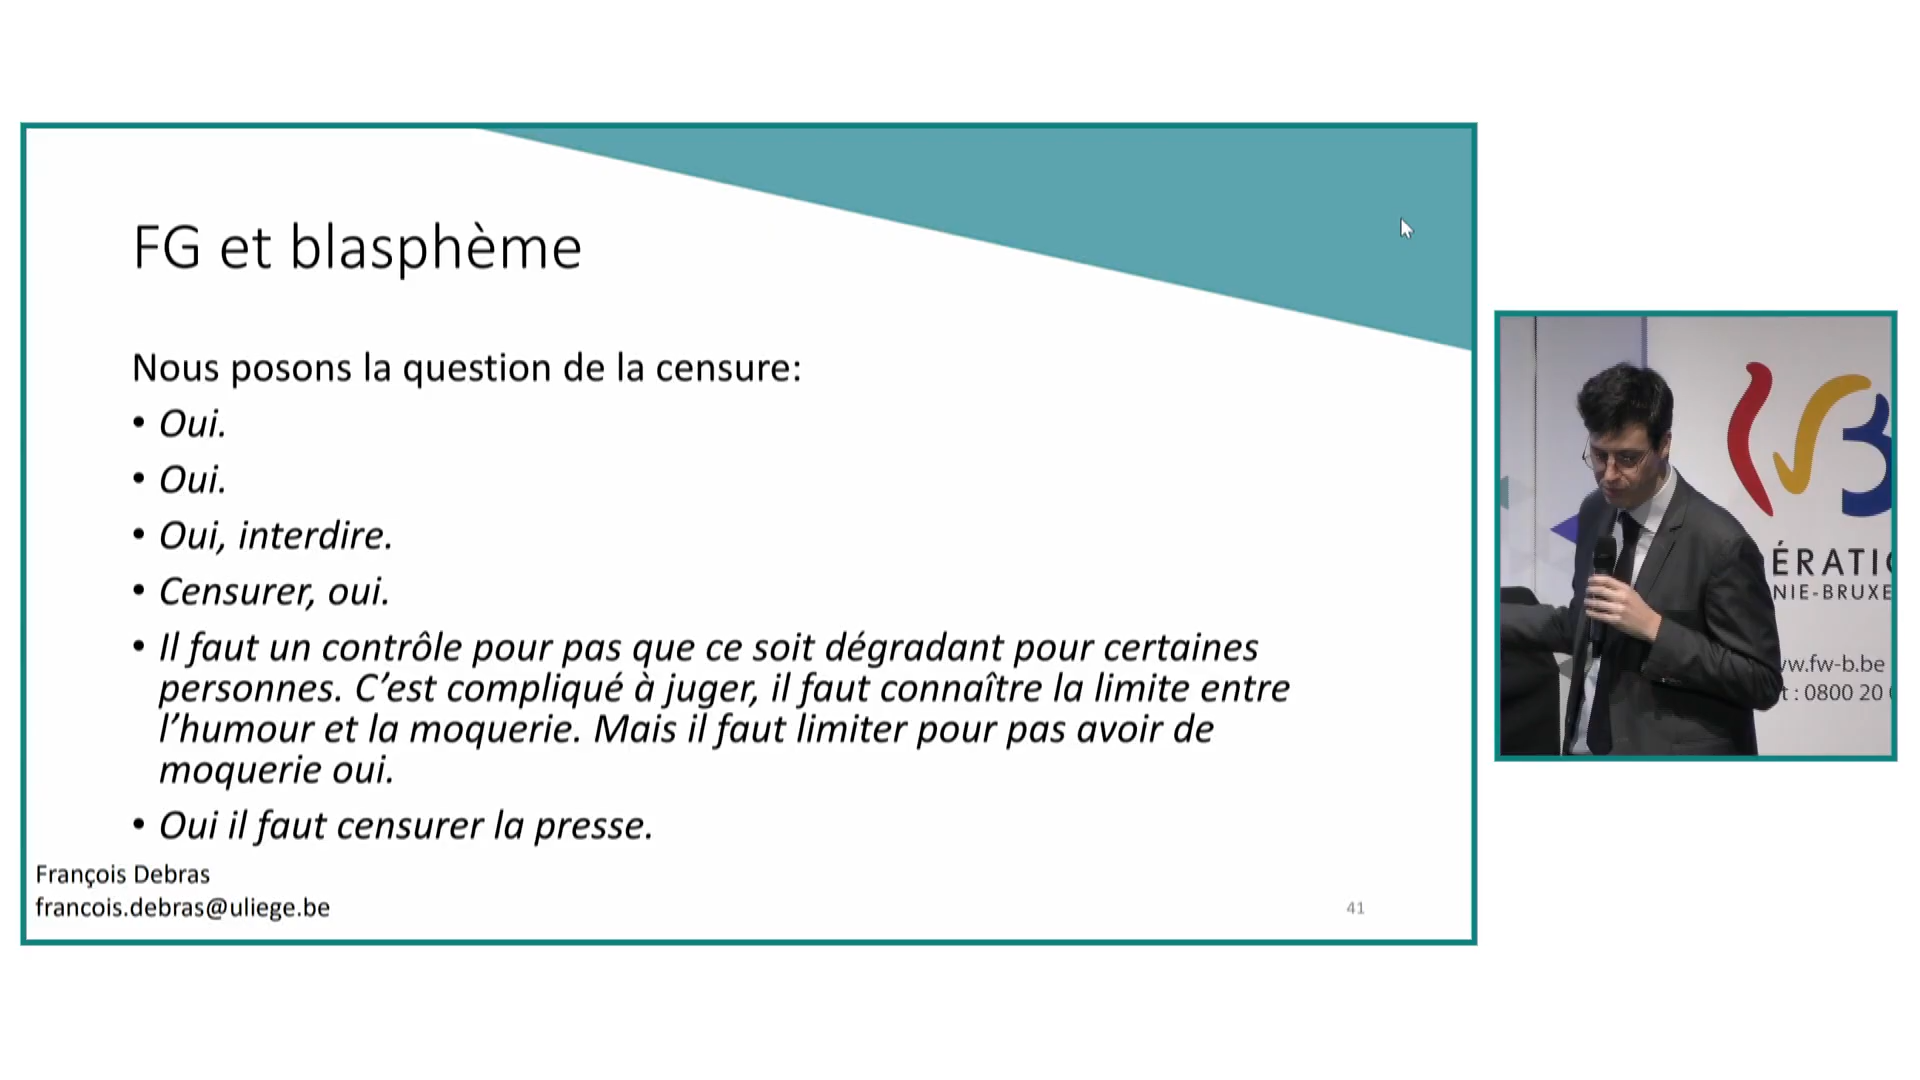 FG et blasphème
Nous posons la question de la censure:
• Oui.
• Oui.
• Oui, interdire.
• Censurer, oui.
• Il faut un contrôle pour pas que ce soit dégradant pour certaines
personnes. C’est compliqué à juger, il faut connaître la limite entre
l’humour et la moquerie. Mais il faut limiter pour pas avoir de
moquerie oui.
• Oui il faut censurer la presse.
François Debras
francois.debras@uliege.be
41
ÉRATI
NIE-BRUXE
w.fw-b.be
t : 0800 20